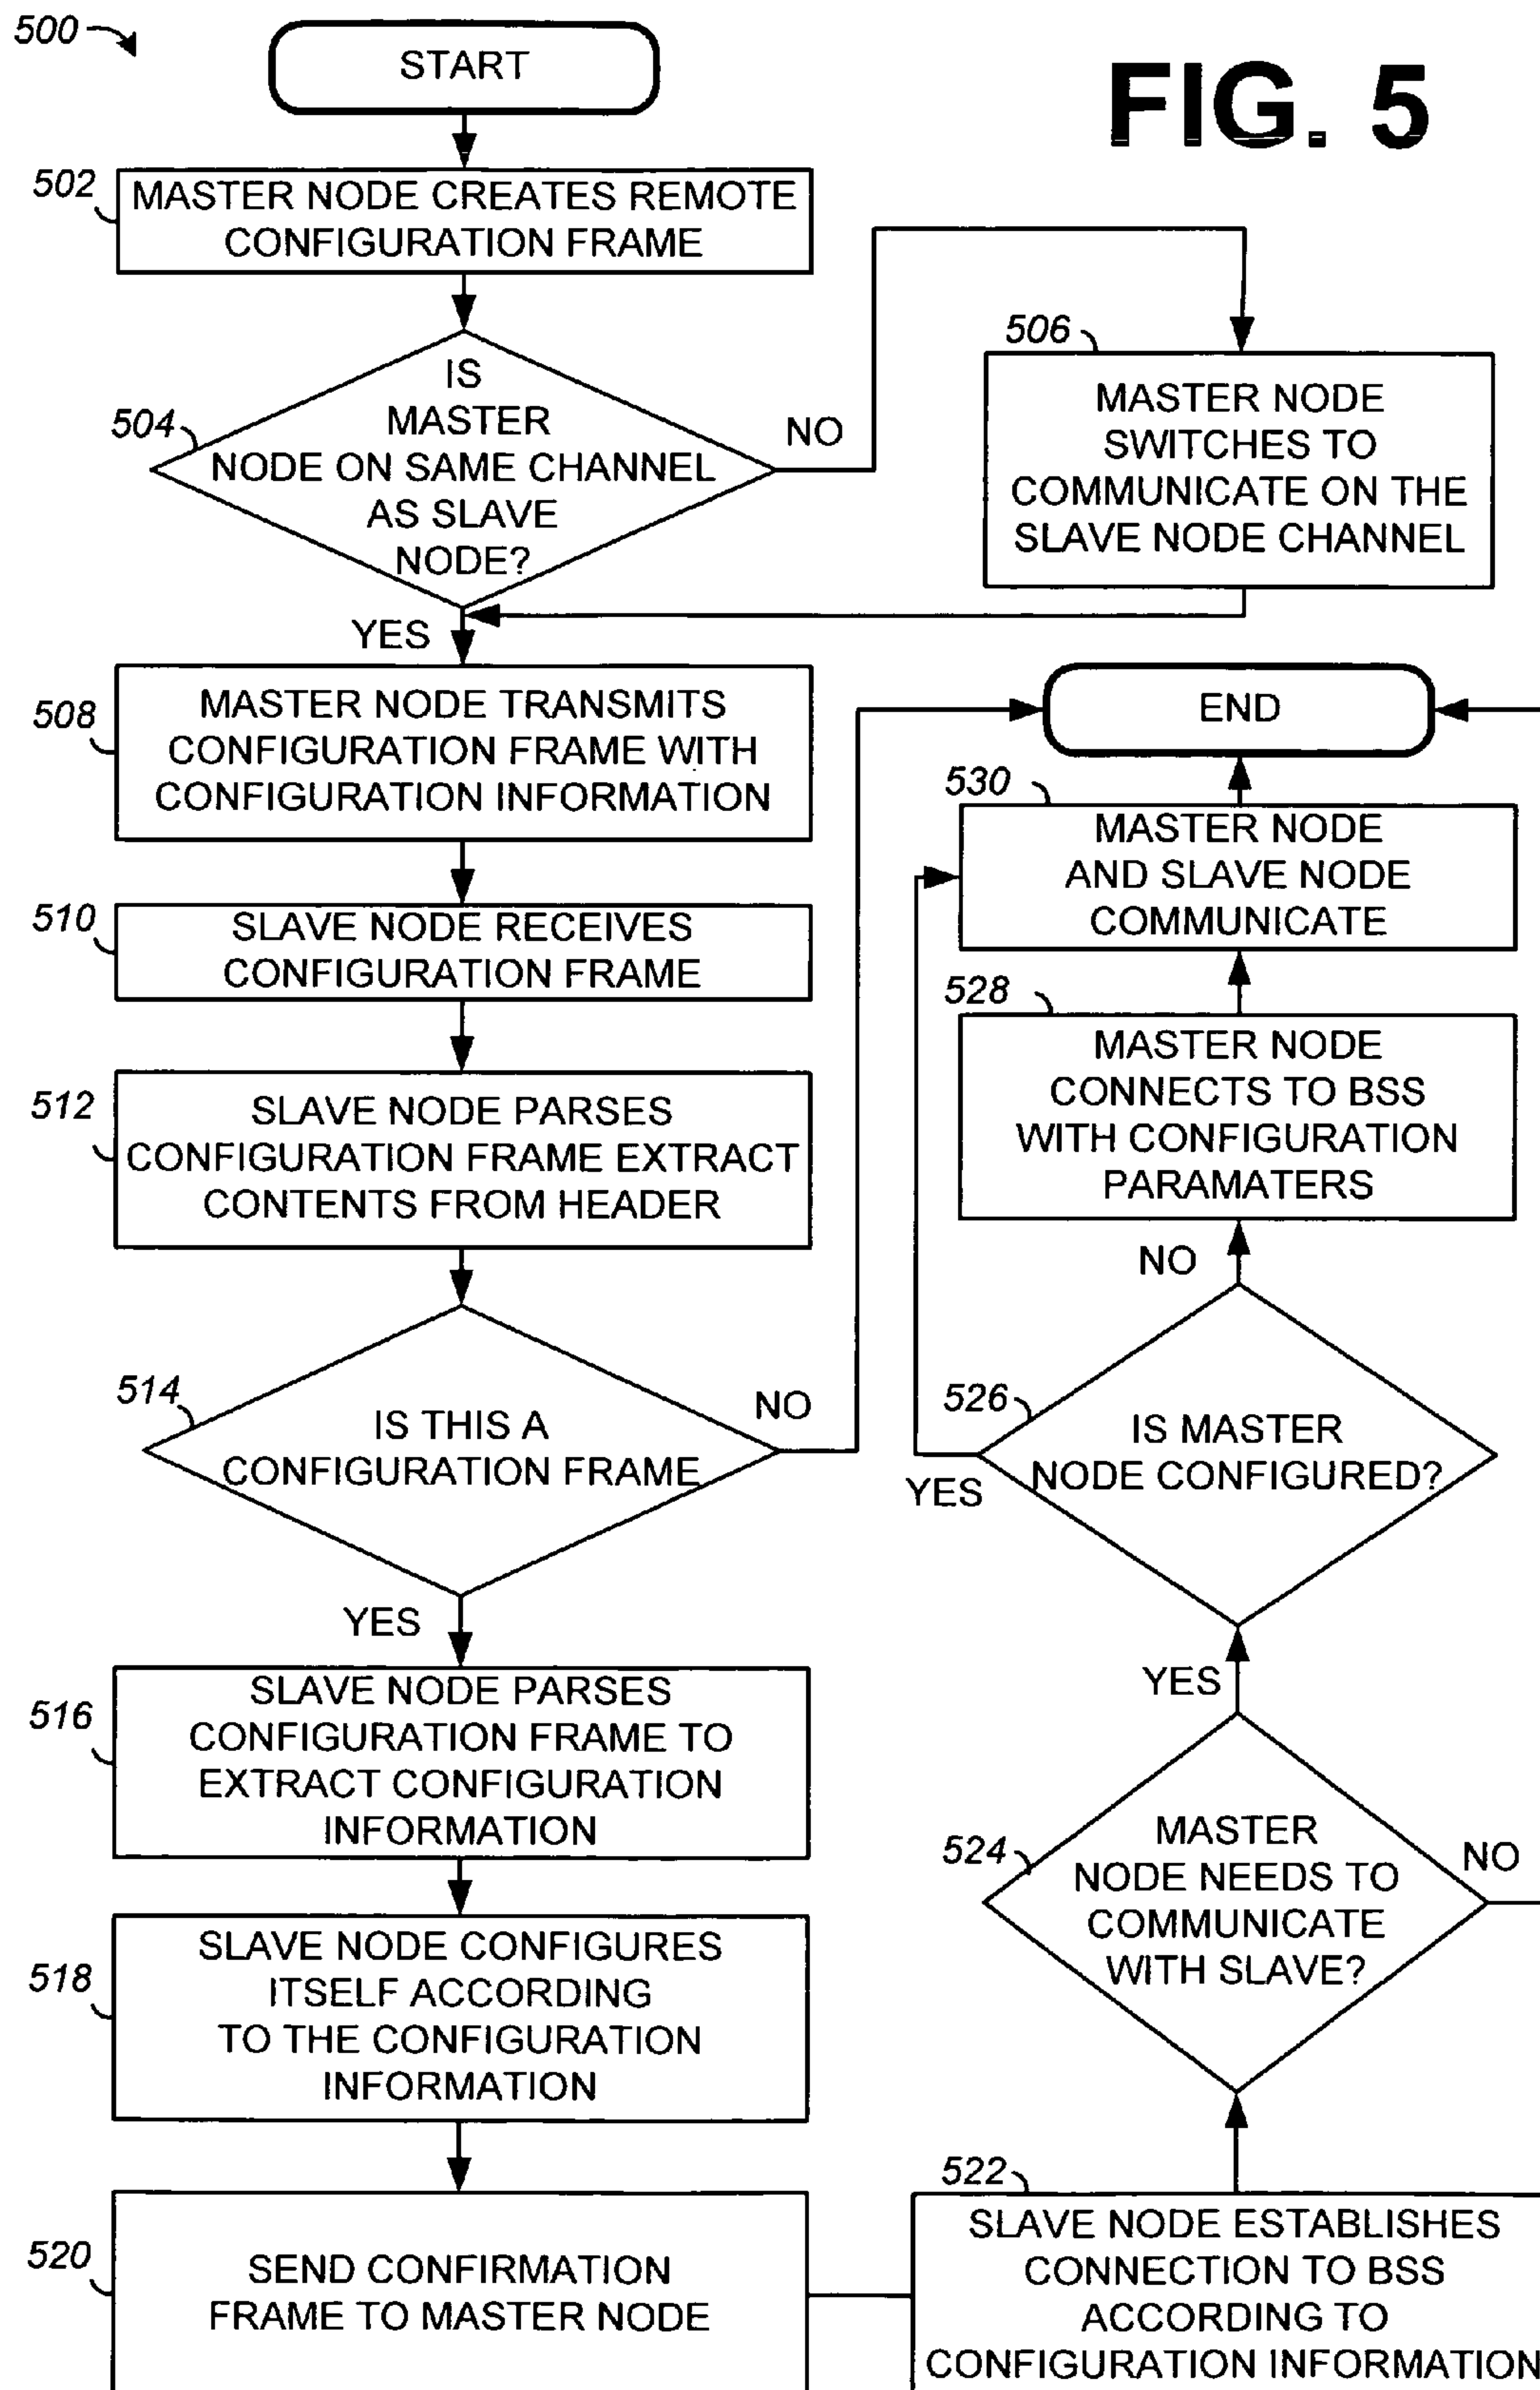 500
START
FIG. 5
502
MASTER NODE CREATES REMOTE
CONFIGURATION FRAME
504
IS
MASTER
NODE ON SAME CHANNEL
AS SLAVE
NODE?
NO
YES
506
MASTER NODE
SWITCHES TO
COMMUNICATE ON THE
SLAVE NODE CHANNEL
508
MASTER NODE TRANSMITS
CONFIGURATION FRAME WITH
CONFIGURATION INFORMATION
510
SLAVE NODE RECEIVES
CONFIGURATION FRAME
512
SLAVE NODE PARSES
CONFIGURATION FRAME EXTRACT
CONTENTS FROM HEADER
514
IS THIS A
CONFIGURATION FRAME
NO
YES
516
SLAVE NODE PARSES
CONFIGURATION FRAME TO
EXTRACT CONFIGURATION
INFORMATION
518
SLAVE NODE CONFIGURES
ITSELF ACCORDING
TO THE CONFIGURATION
INFORMATION
520
SEND CONFIRMATION
FRAME TO MASTER NODE
522
SLAVE NODE ESTABLISHES
CONNECTION TO BSS
ACCORDING TO
CONFIGURATION INFORMATION
524
MASTER
NODE NEEDS TO
COMMUNICATE
WITH SLAVE?
NO
YES
526
IS MASTER
NODE CONFIGURED?
YES
NO
528
MASTER NODE
CONNECTS TO BSS
WITH CONFIGURATION
PARAMATERS
530
MASTER NODE
AND SLAVE NODE
COMMUNICATE
END